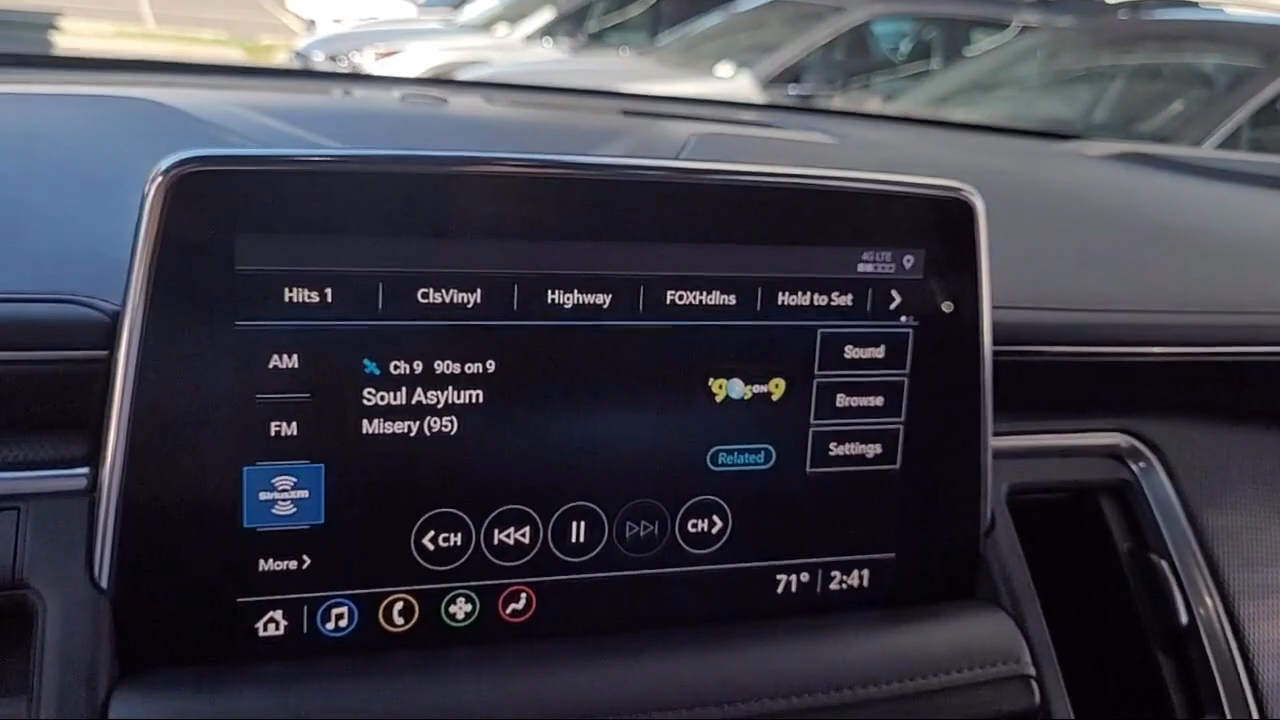 4G LTE
Hits 1
ClsVinyl
Highway
FOXHdlns
Hold to Set
AM
FM
SiriusXM
More
Ch 9 90s on 9
Soul Asylum
Misery (95)
'90s ON 9
Related
Sound
Browse
Settings
CH
CH
71° 2:41